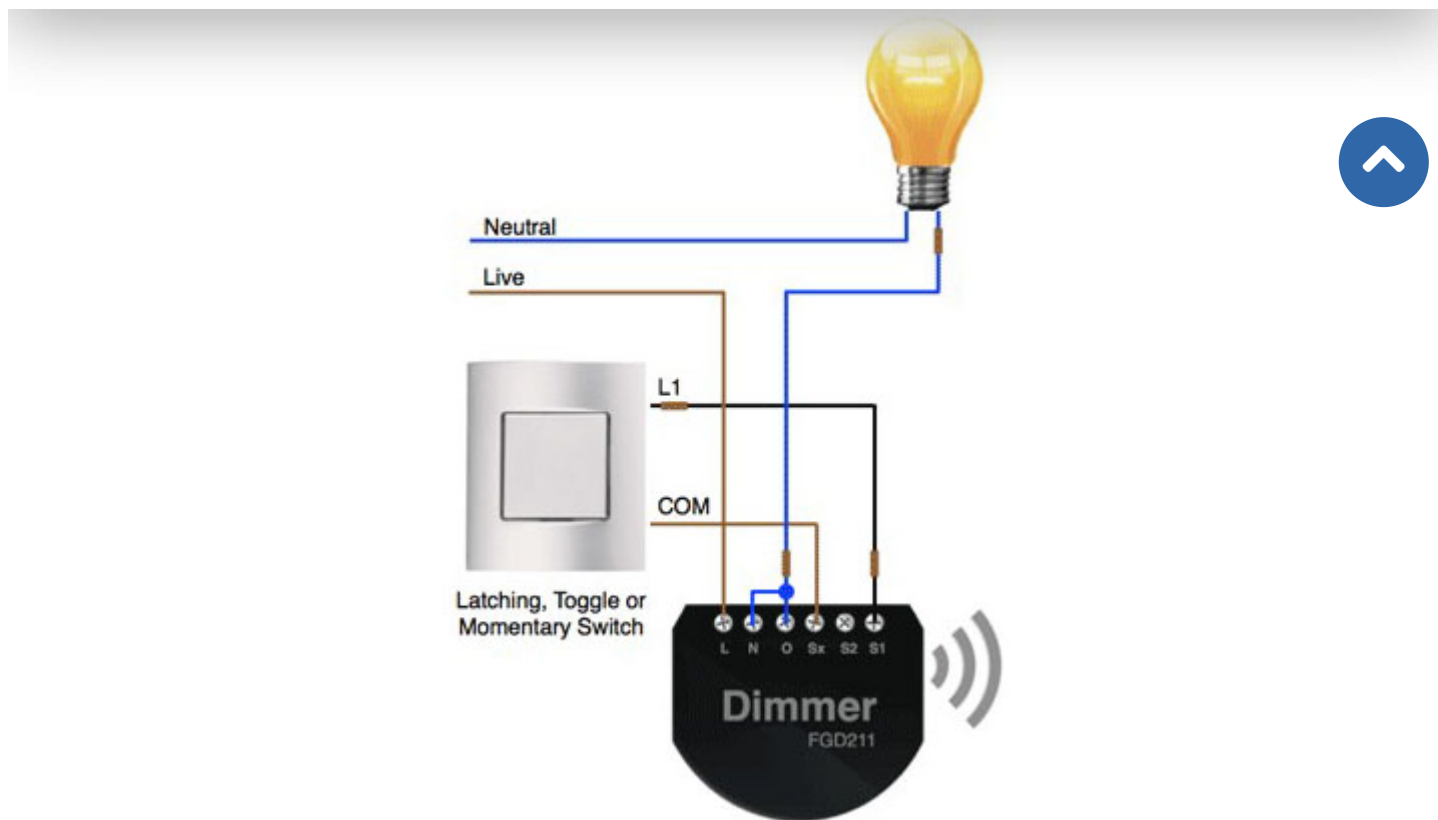 Neutral
Live
L1
COM
Latching, Toggle or
Momentary Switch
L N O Sx S2 S1
Dimmer
FGD211